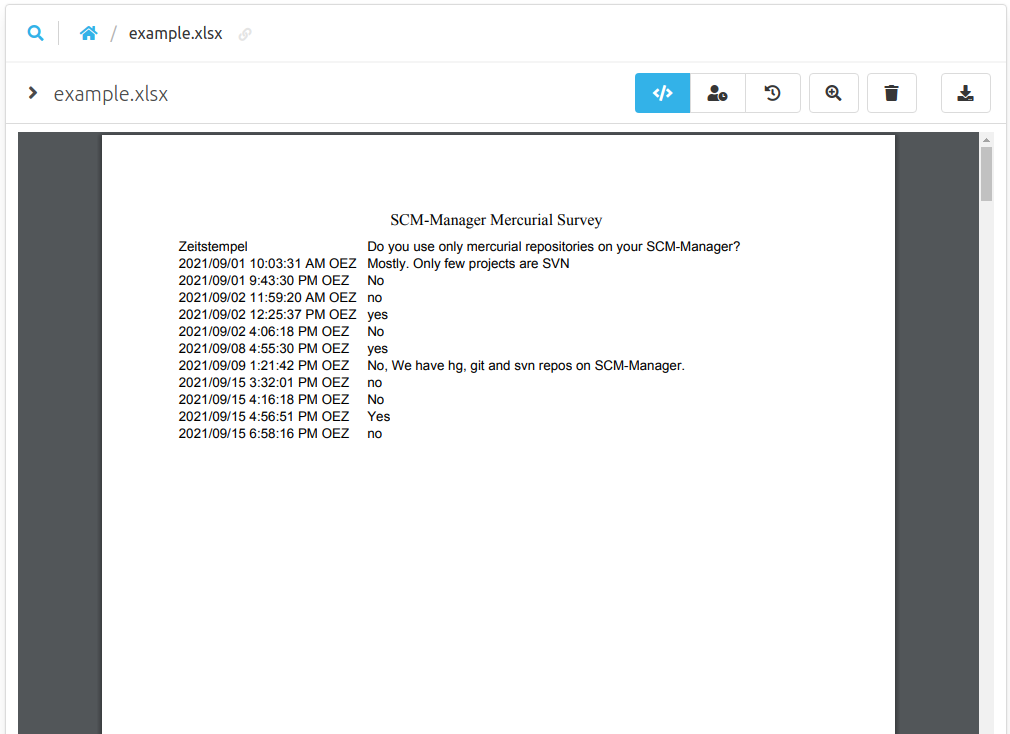 / example.xlsx
example.xlsx
SCM-Manager Mercurial Survey
Zeitstempel Do you use only mercurial repositories on your SCM-Manager?
2021/09/01 10:03:31 AM OEZ Mostly. Only few projects are SVN
2021/09/01 9:43:30 PM OEZ No
2021/09/02 11:59:20 AM OEZ no
2021/09/02 12:25:37 PM OEZ yes
2021/09/02 4:06:18 PM OEZ No
2021/09/08 4:55:30 PM OEZ yes
2021/09/09 1:21:42 PM OEZ No, We have hg, git and svn repos on SCM-Manager.
2021/09/15 3:32:01 PM OEZ no
2021/09/15 4:16:18 PM OEZ No
2021/09/15 4:56:51 PM OEZ Yes
2021/09/15 6:58:16 PM OEZ no